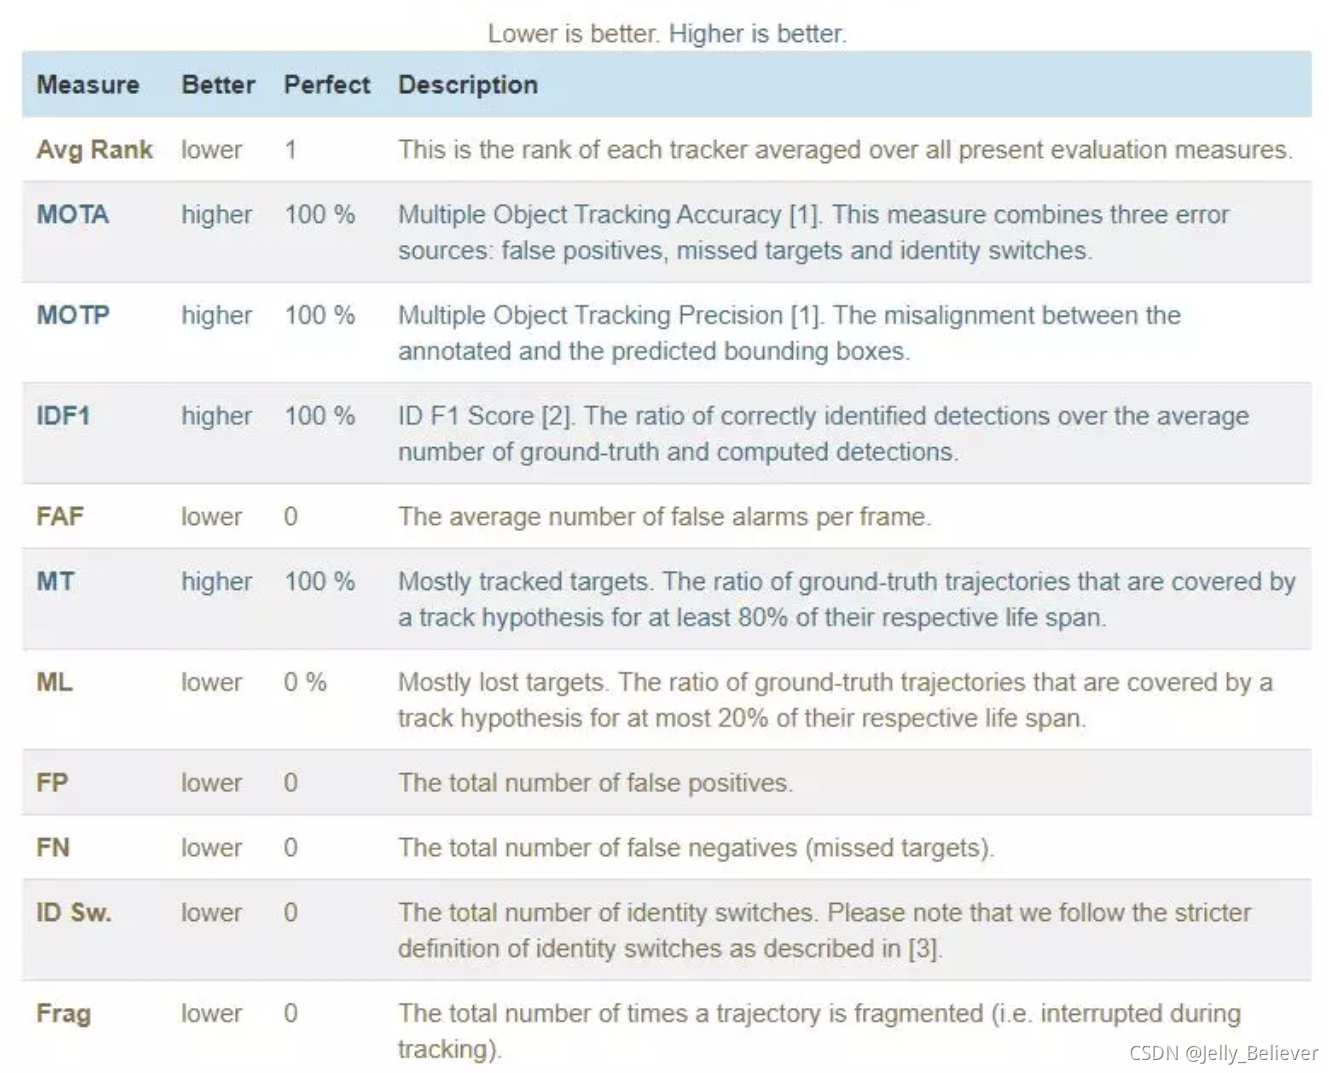 Lower is better. Higher is better.
Measure Better Perfect Description
Avg Rank lower 1 This is the rank of each tracker averaged over all present evaluation measures.
MOTA higher 100 % Multiple Object Tracking Accuracy [1]. This measure combines three error
sources: false positives, missed targets and identity switches.
MOTP higher 100 % Multiple Object Tracking Precision [1]. The misalignment between the
annotated and the predicted bounding boxes.
IDF1 higher 100 % ID F1 Score [2]. The ratio of correctly identified detections over the average
number of ground-truth and computed detections.
FAF lower 0 The average number of false alarms per frame.
MT higher 100 % Mostly tracked targets. The ratio of ground-truth trajectories that are covered by
a track hypothesis for at least 80% of their respective life span.
ML lower 0 % Mostly lost targets. The ratio of ground-truth trajectories that are covered by a
track hypothesis for at most 20% of their respective life span.
FP lower 0 The total number of false positives.
FN lower 0 The total number of false negatives (missed targets).
ID Sw. lower 0 The total number of identity switches. Please note that we follow the stricter
definition of identity switches as described in [3].
Frag lower 0 The total number of times a trajectory is fragmented (i.e. interrupted during
tracking).
CSDN @Jelly_Believer